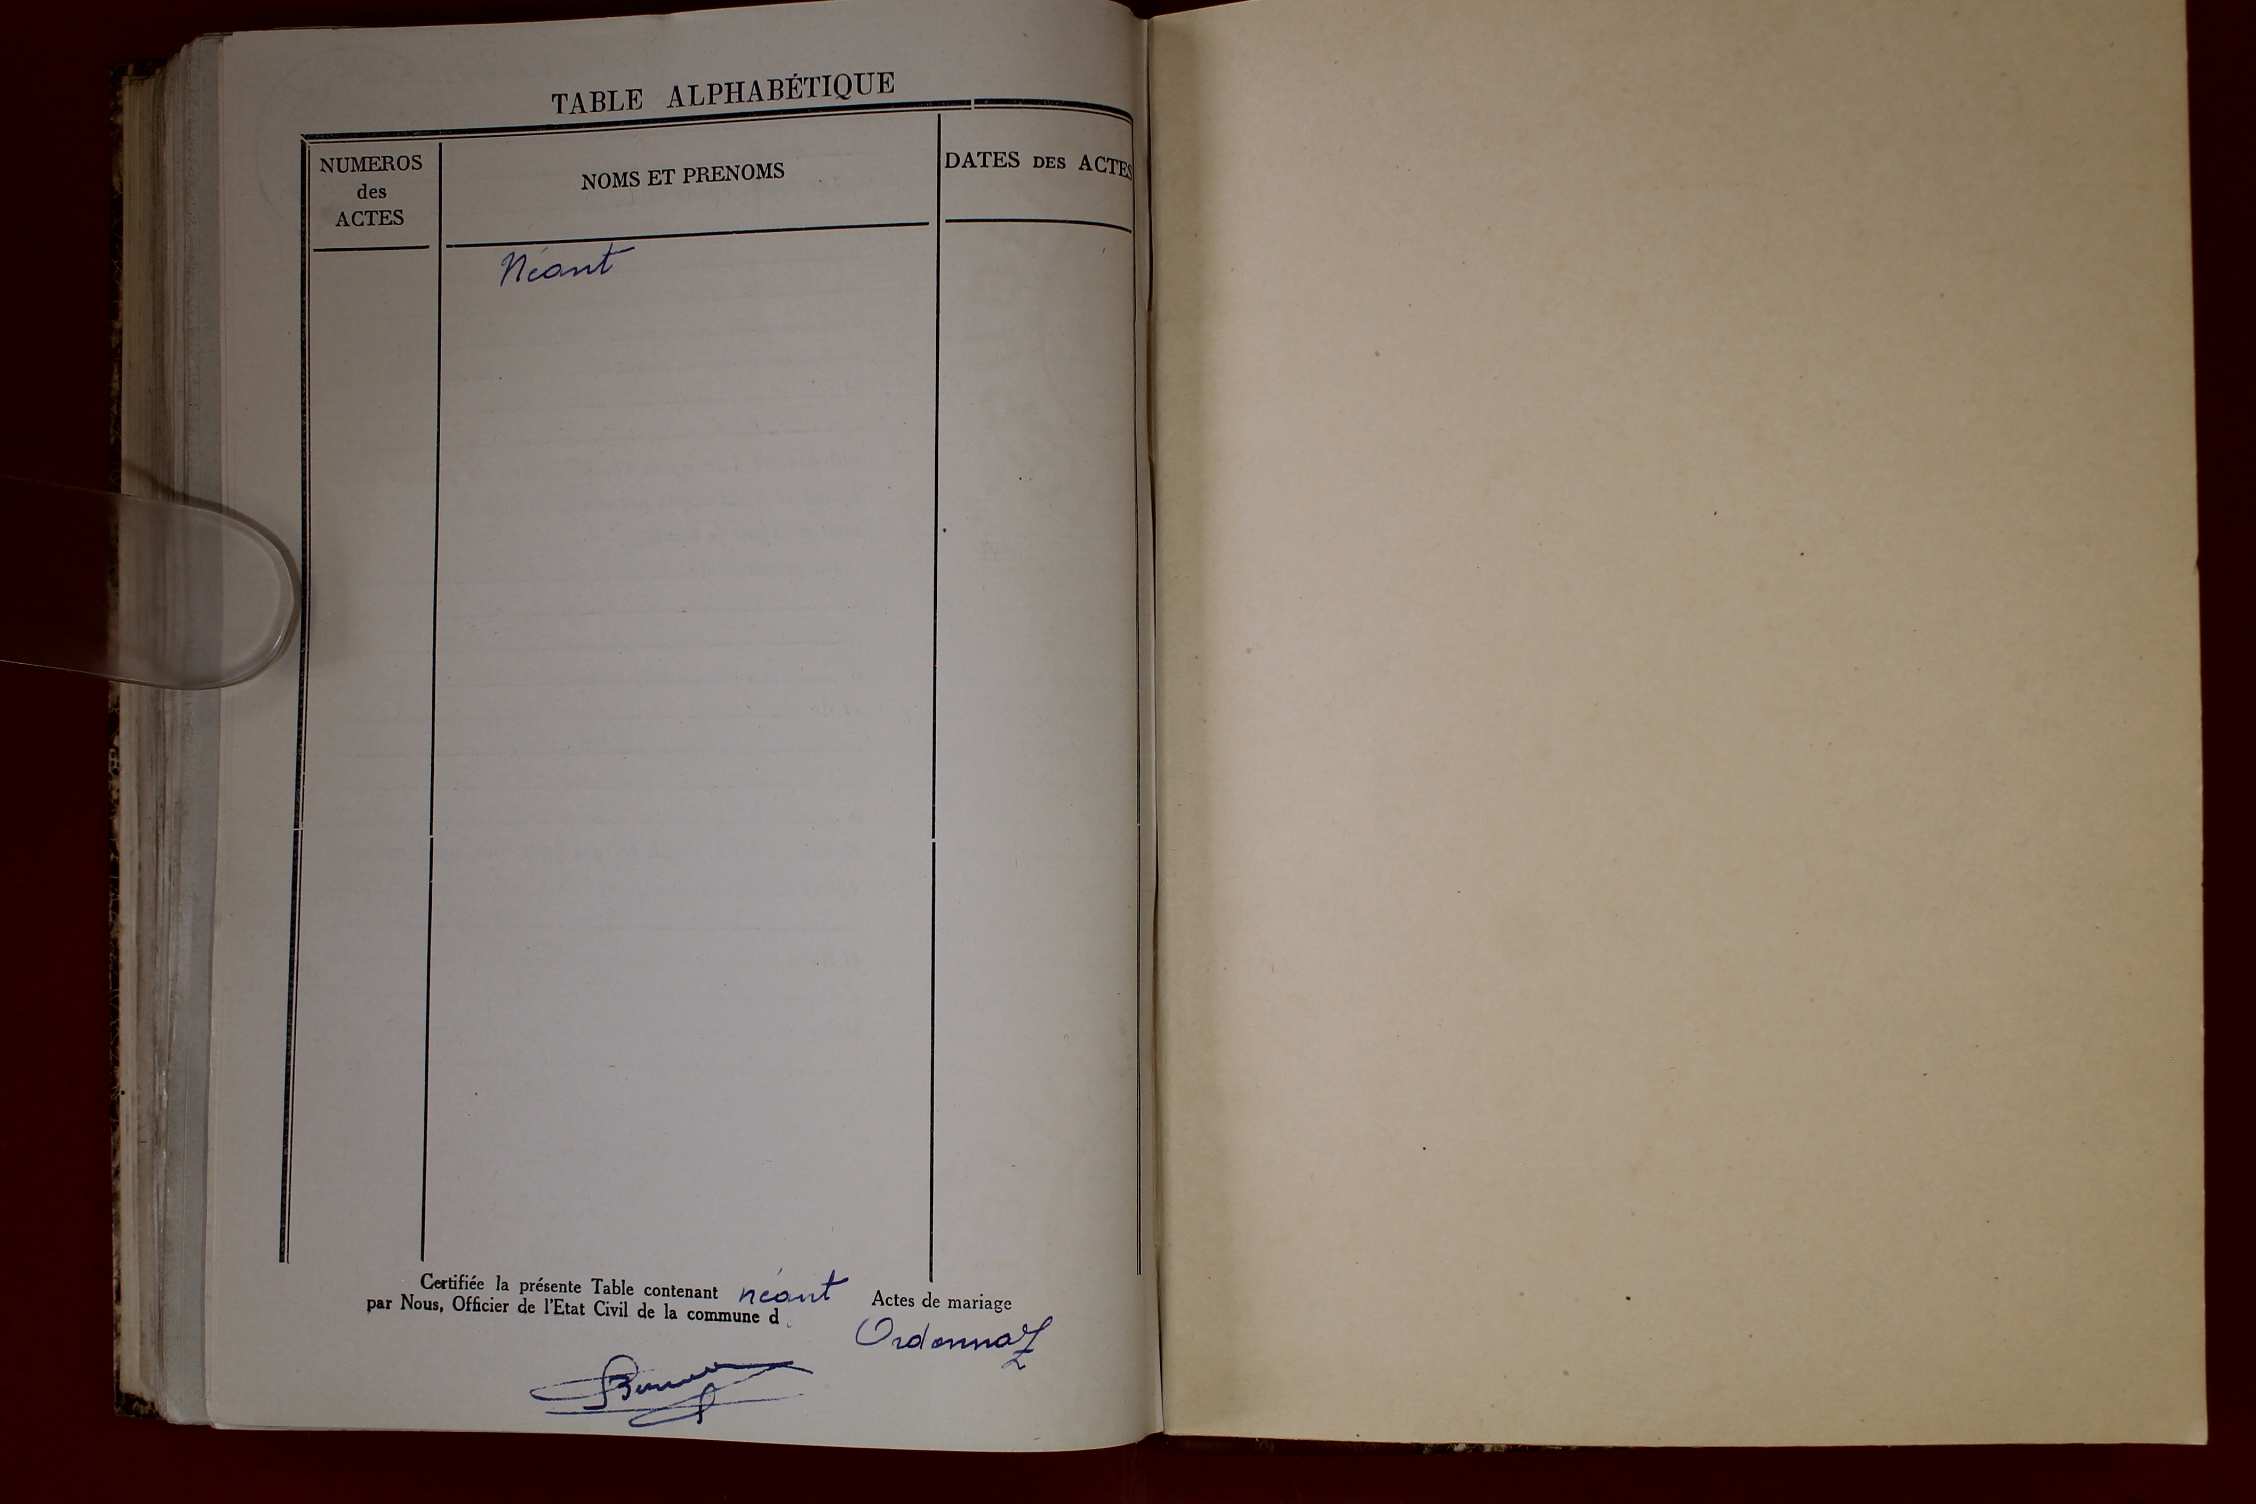 TABLE ALPHABÉTIQUE
NUMEROS
des
ACTES
NOMS ET PRENOMS
DATES DES ACTES
Néant
Certifiée la présente Table contenant néant Actes de mariage
par Nous, Officier de l'Etat Civil de la commune d
Ordonnaz